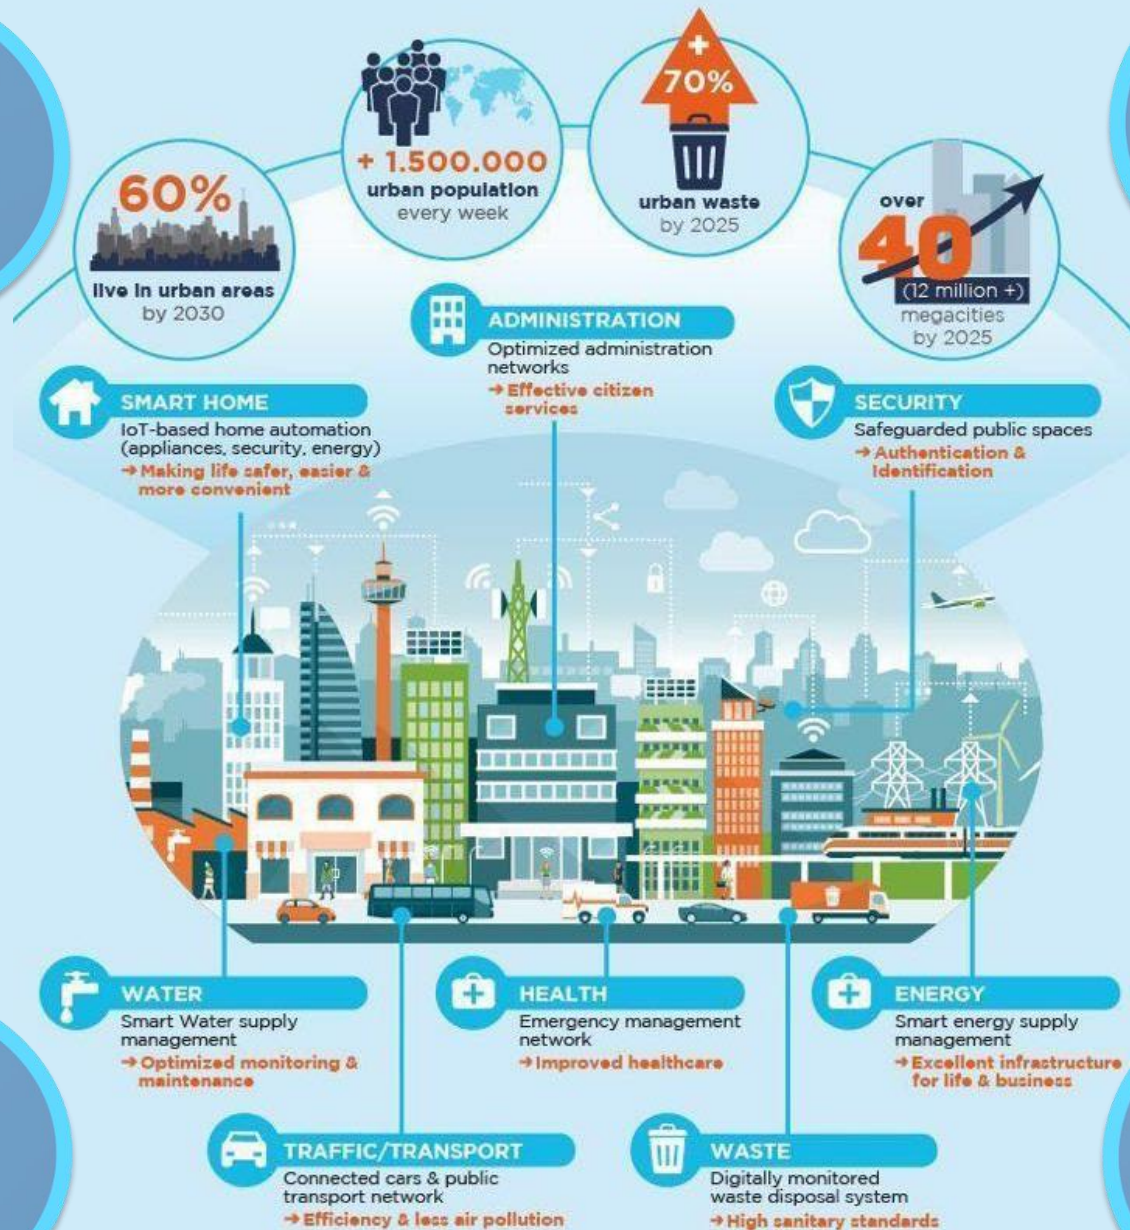 60%
live in urban areas
by 2030
+ 1.500.000
urban population
every week
+
70%
urban waste
by 2025
over
40
(12 million +)
megacities
by 2025
ADMINISTRATION
Optimized administration
networks
→ Effective citizen
services
SMART HOME
IoT-based home automation
(appliances, security, energy)
→ Making life safer, easier &
more convenient
SECURITY
Safeguarded public spaces
→ Authentication &
Identification
WATER
Smart Water supply
management
→ Optimized monitoring &
maintenance
HEALTH
Emergency management
network
→ Improved healthcare
ENERGY
Smart energy supply
management
→ Excellent infrastructure
for life & business
TRAFFIC/TRANSPORT
Connected cars & public
transport network
→ Efficiency & less air pollution
WASTE
Digitally monitored
waste disposal system
→ High sanitary standards